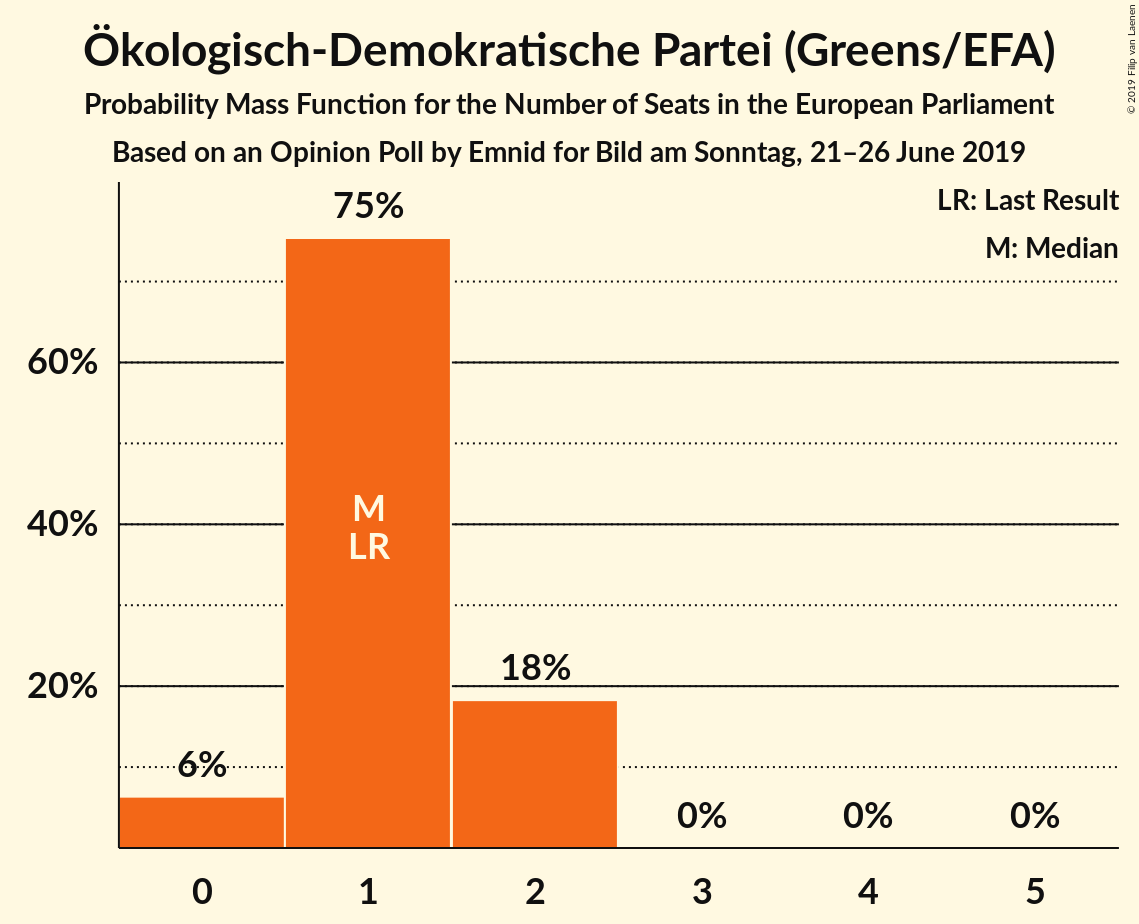 Ökologisch-Demokratische Partei (Greens/EFA)
Probability Mass Function for the Number of Seats in the European Parliament
Based on an Opinion Poll by Emnid for Bild am Sonntag, 21–26 June 2019
© 2019 Filip van Laenen
LR: Last Result
M: Median
75%
60%
M
40%
LR
18%
20%
6%
0%
0%
0%
0
1
2
3
4
5